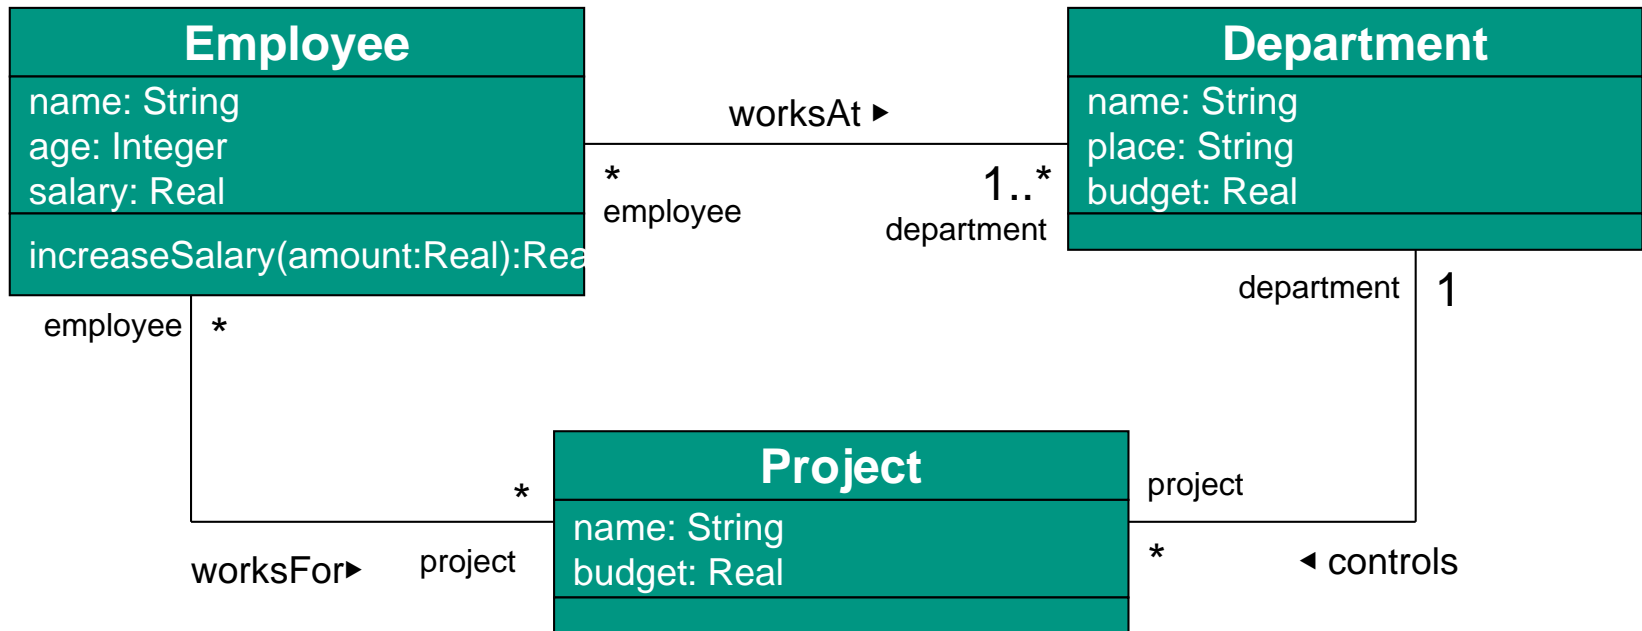 Employee
name: String
age: Integer
salary: Real
increaseSalary(amount:Real):Rea
worksAt ►
*
employee
1..*
department
Department
name: String
place: String
budget: Real
department
1
employee
*
*
project
worksFor►
Project
name: String
budget: Real
project
*
◄ controls